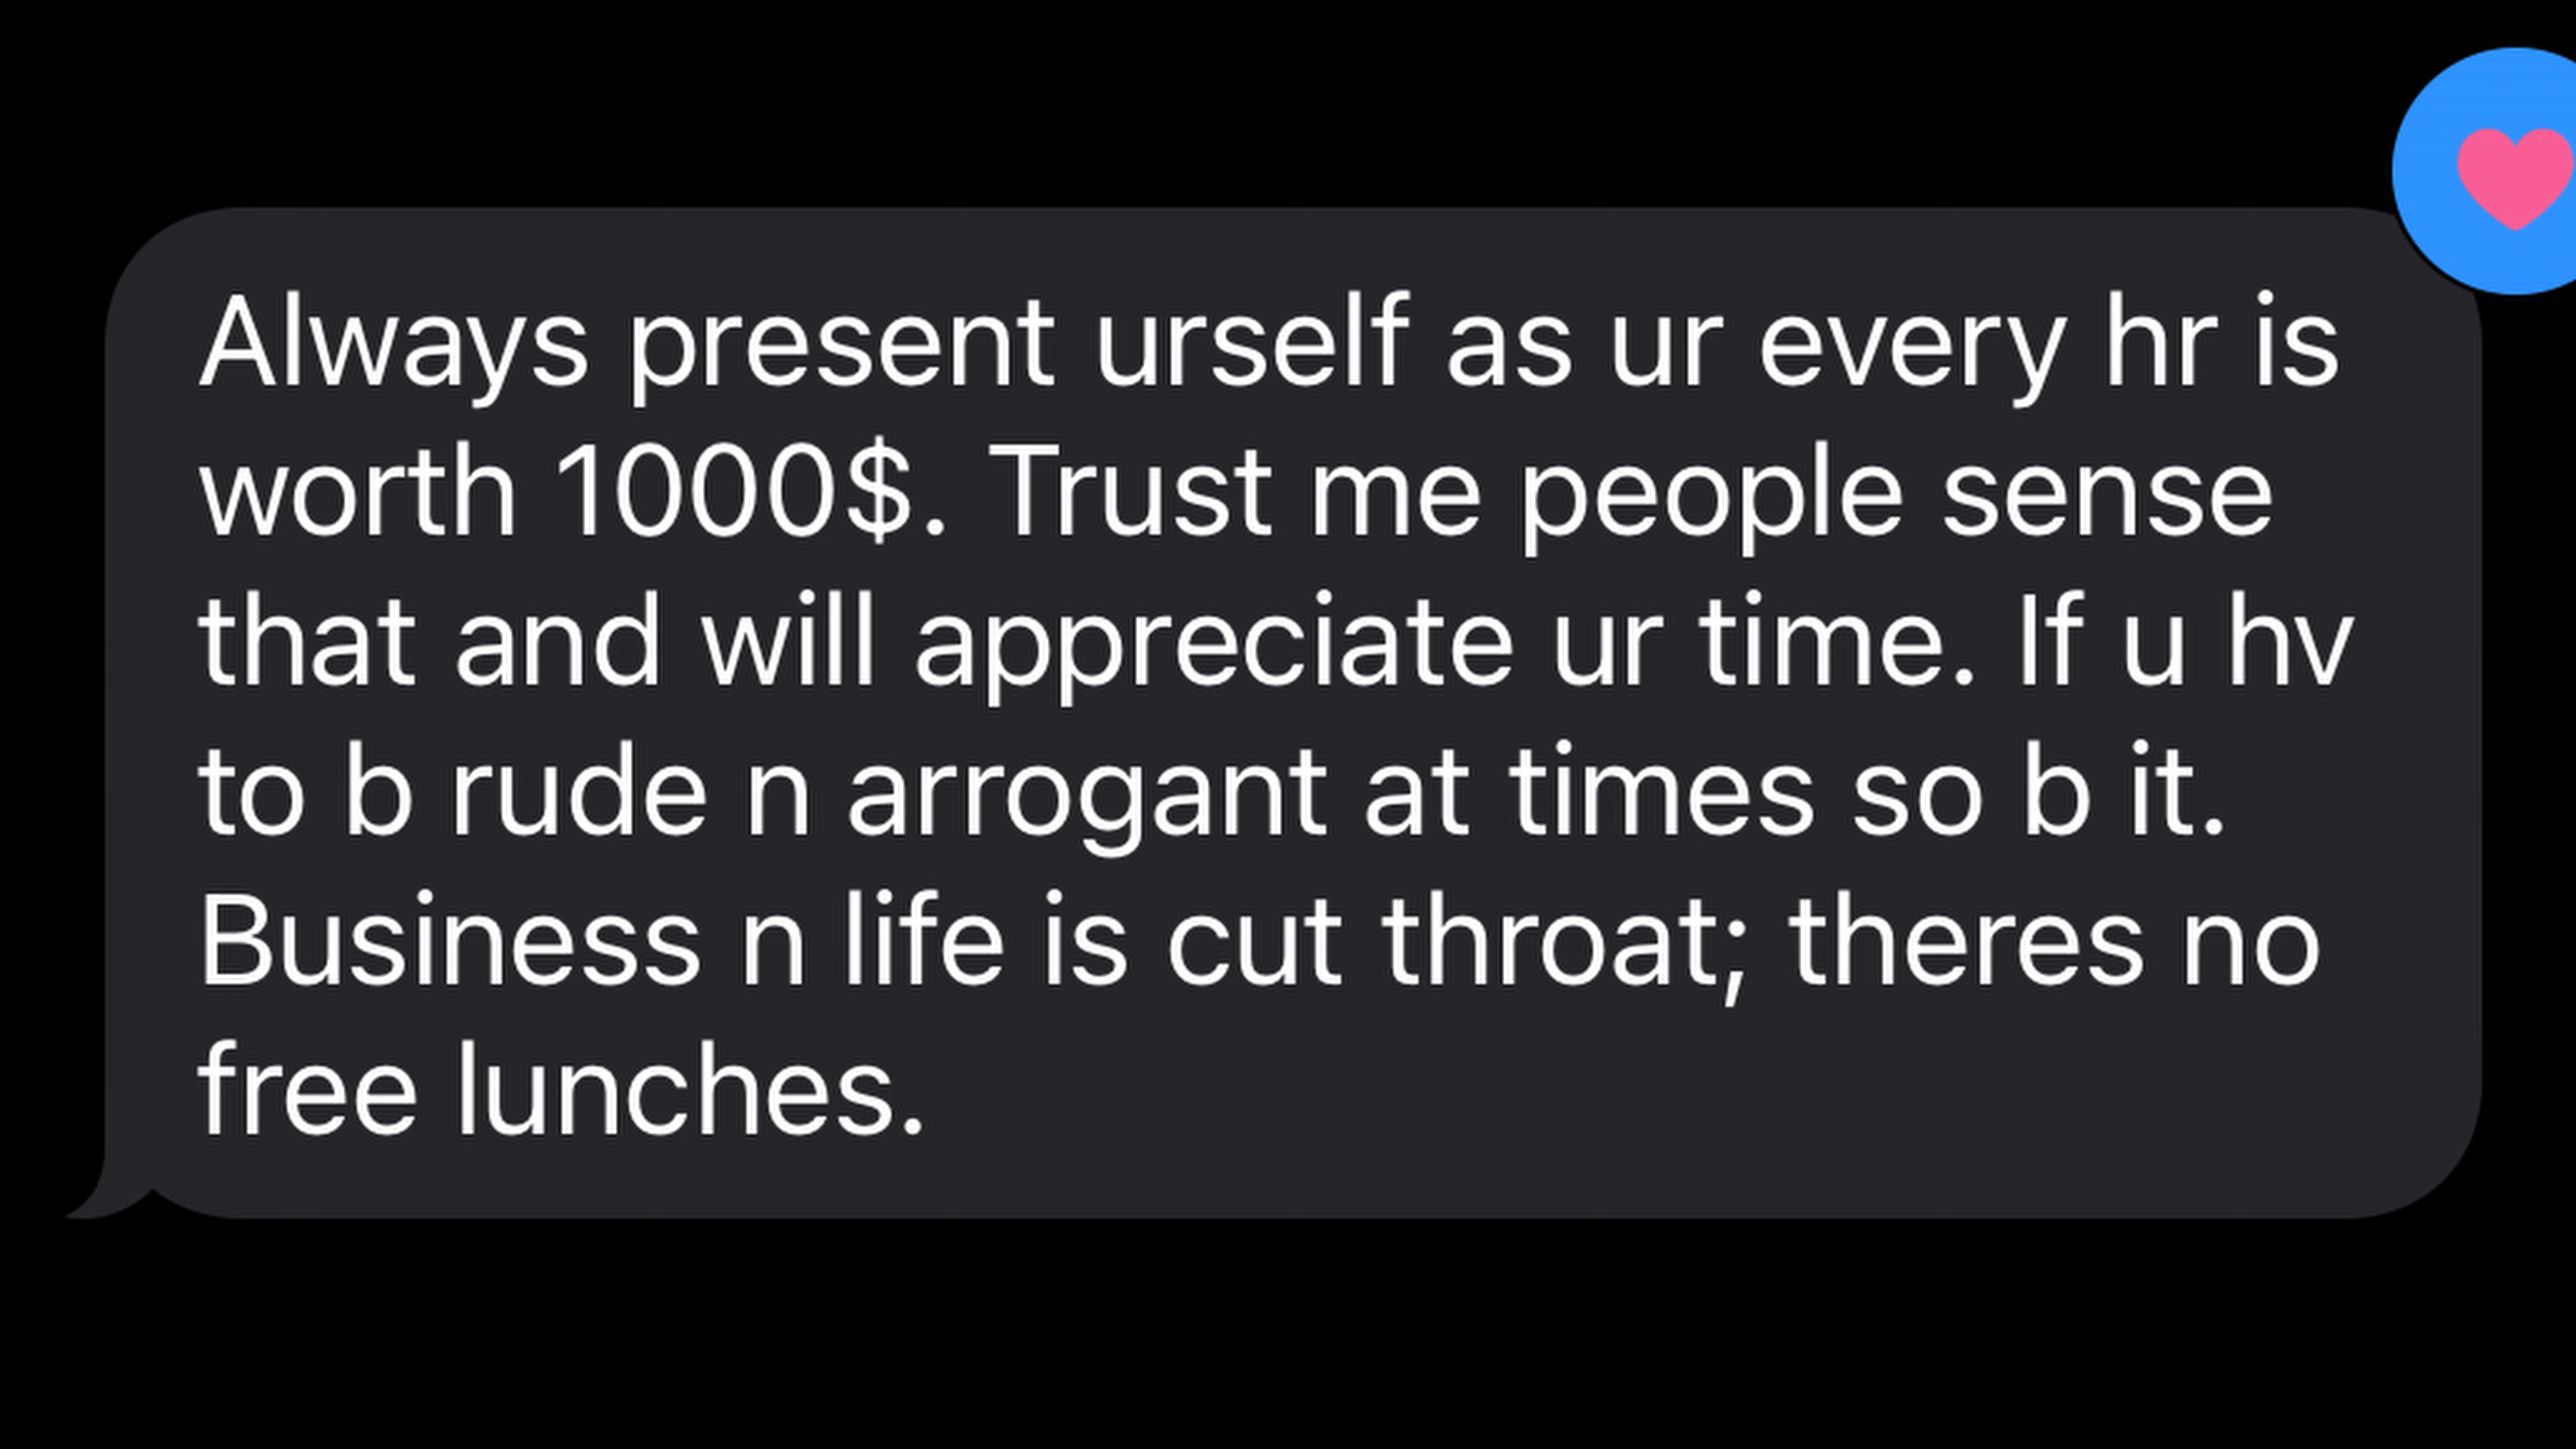 Always present urself as ur every hr is
worth 1000$. Trust me people sense
that and will appreciate ur time. If u hv
to b rude n arrogant at times so b it.
Business n life is cut throat; theres no
free lunches.